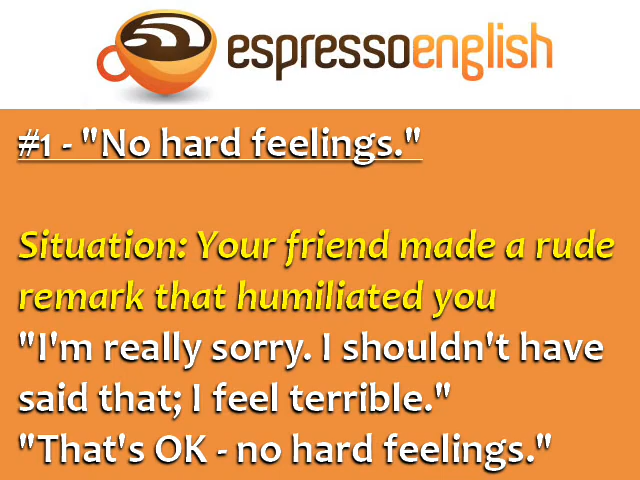 espressoenglish
#1 - "No hard feelings."
Situation: Your friend made a rude
remark that humiliated you
"I'm really sorry. I shouldn't have
said that; I feel terrible."
"That's OK - no hard feelings."